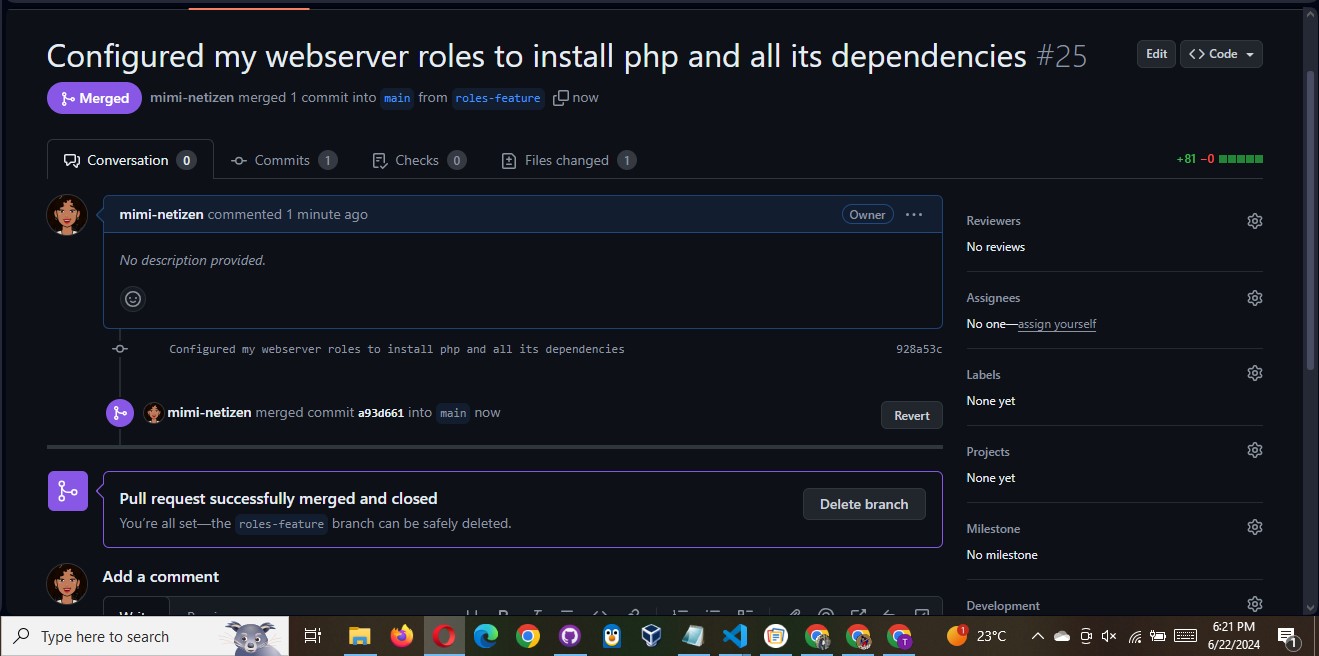 Configured my webserver roles to install php and all its dependencies #25
Edit
Code
Merged
mimi-netizen merged 1 commit into main from roles-feature now
Conversation 0
Commits 1
Checks 0
Files changed 1
+81 −0
mimi-netizen commented 1 minute ago
Owner
No description provided.
Configured my webserver roles to install php and all its dependencies
928a53c
mimi-netizen merged commit a93d661 into main now
Revert
Pull request successfully merged and closed
You're all set—the roles-feature branch can be safely deleted.
Delete branch
Add a comment
Reviewers
No reviews
Assignees
No one—assign yourself
Labels
None yet
Projects
None yet
Milestone
No milestone
Development
Type here to search
1
T
1
23°C
6:21 PM
6/22/2024
1